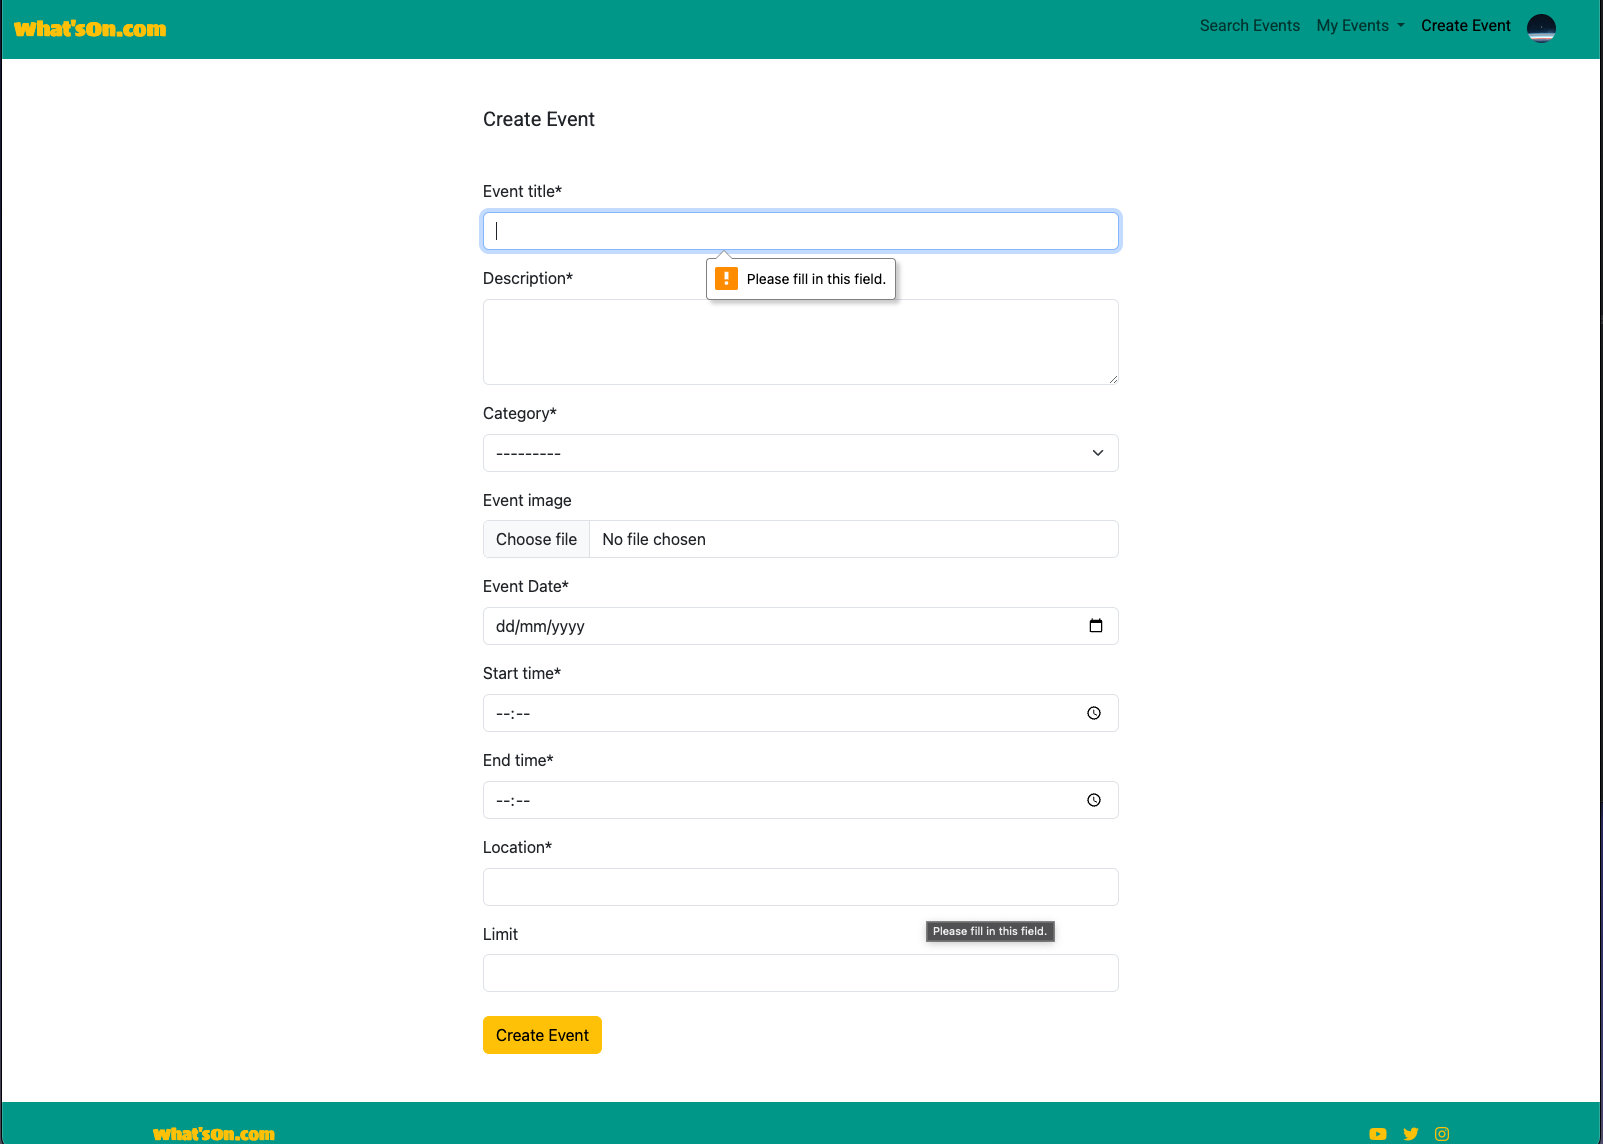 What'sOn.com
Search Events My Events Create Event
Create Event
Event title*
Please fill in this field.
Description*
Category*
---------
Event image
Choose file No file chosen
Event Date*
dd/mm/yyyy
Start time*
--:--
End time*
--:--
Location*
Please fill in this field.
Limit
Create Event
What'sOn.com